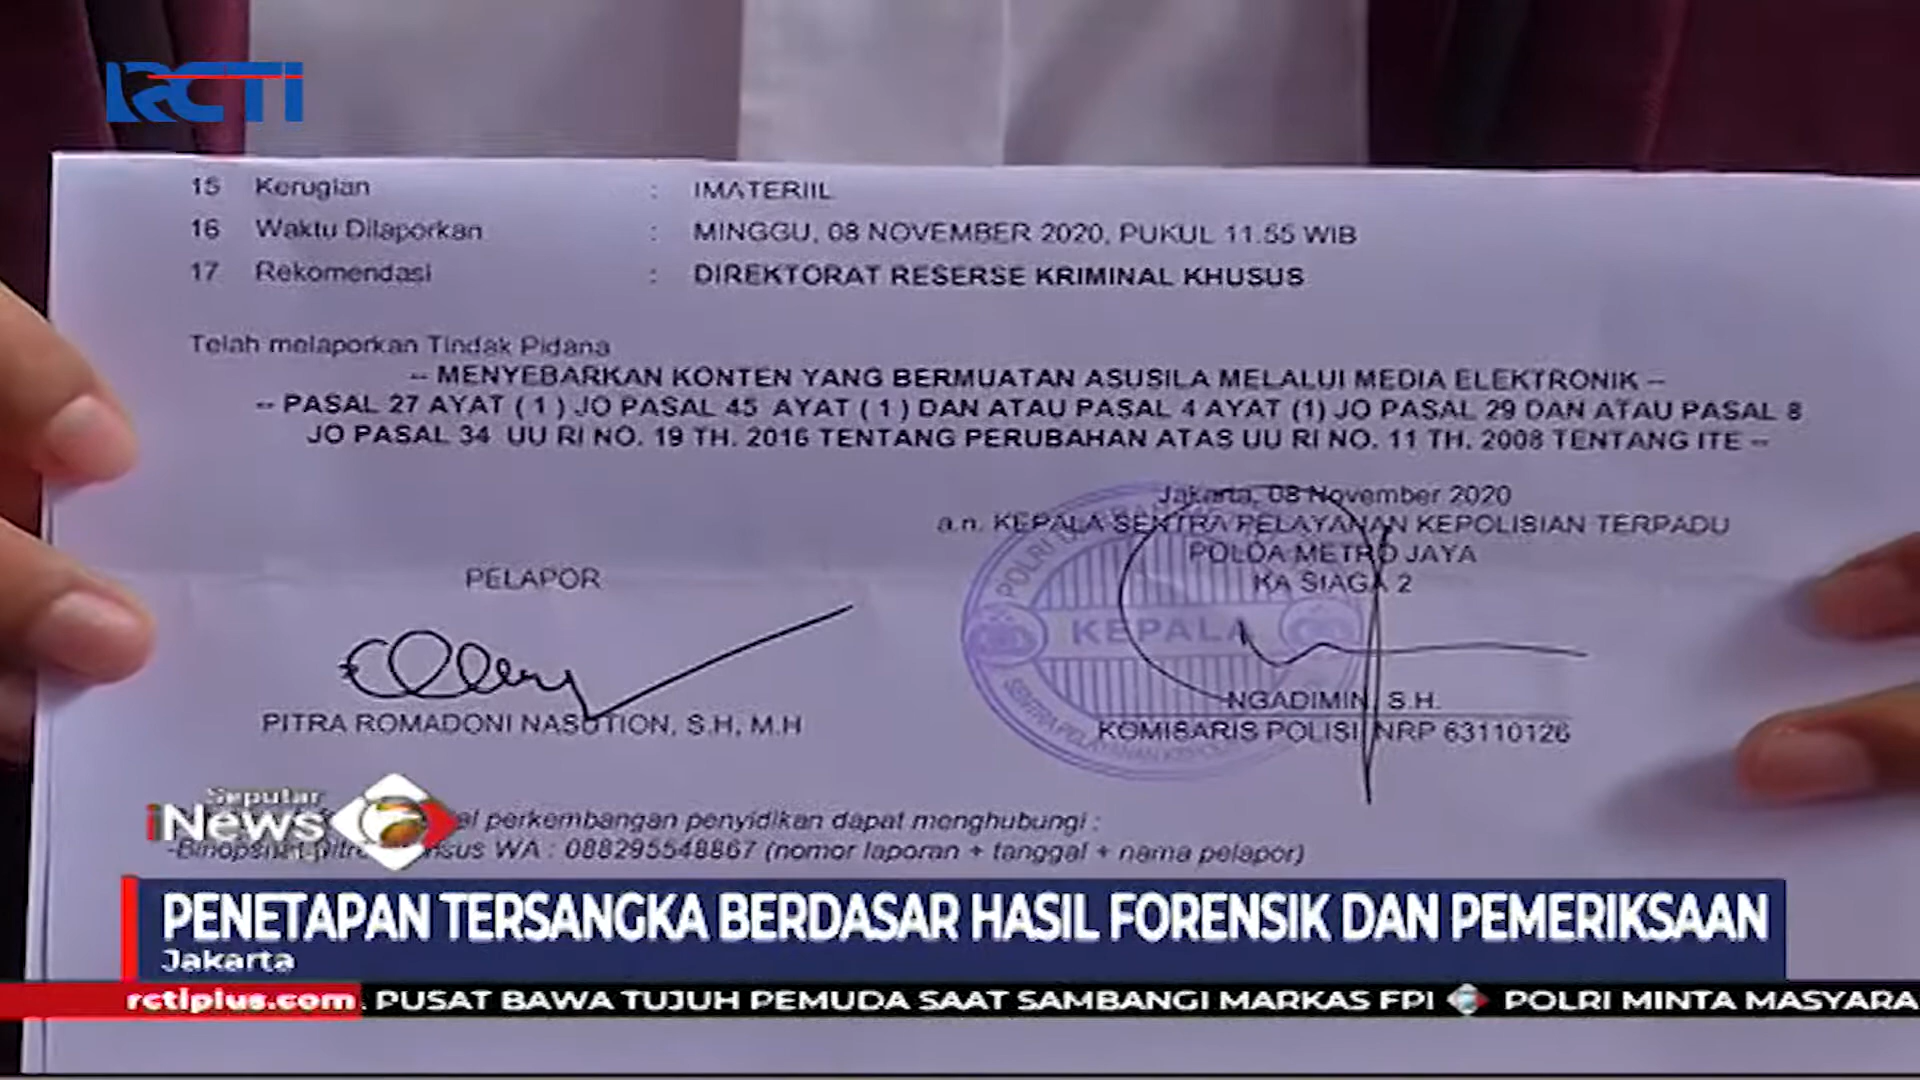 RCTI
15 Kerugian : IMATERIIL
16 Waktu Dilaporkan : MINGGU, 08 NOVEMBER 2020, PUKUL 11.55 WIB
17 Rekomendasi : DIREKTORAT RESERSE KRIMINAL KHUSUS
Telah melaporkan Tindak Pidana
-- MENYEBARKAN KONTEN YANG BERMUATAN ASUSILA MELALUI MEDIA ELEKTRONIK --
-- PASAL 27 AYAT ( 1 ) JO PASAL 45 AYAT ( 1 ) DAN ATAU PASAL 4 AYAT (1) JO PASAL 29 DAN ATAU PASAL 8
JO PASAL 34 UU RI NO. 19 TH. 2016 TENTANG PERUBAHAN ATAS UU RI NO. 11 TH. 2008 TENTANG ITE --
Jakarta, 08 November 2020
a.n. KEPALA SENTRA PELAYANAN KEPOLISIAN TERPADU
POLDA METRO JAYA
KA SIAGA 2
PELAPOR
KEPALA
PITRA ROMADONI NASUTION, S.H, M.H
NGADIMIN, S.H.
KOMISARIS POLISI NRP 63110126
perkembangan penyidikan dapat menghubungi :
WA : 088295548867 (nomor laporan + tanggal + nama pelapor)
Seputar
iNews
PENETAPAN TERSANGKA BERDASAR HASIL FORENSIK DAN PEMERIKSAAN
Jakarta
rctiplus.com . PUSAT BAWA TUJUH PEMUDA SAAT SAMBANGI MARKAS FPI POLRI MINTA MASYARA